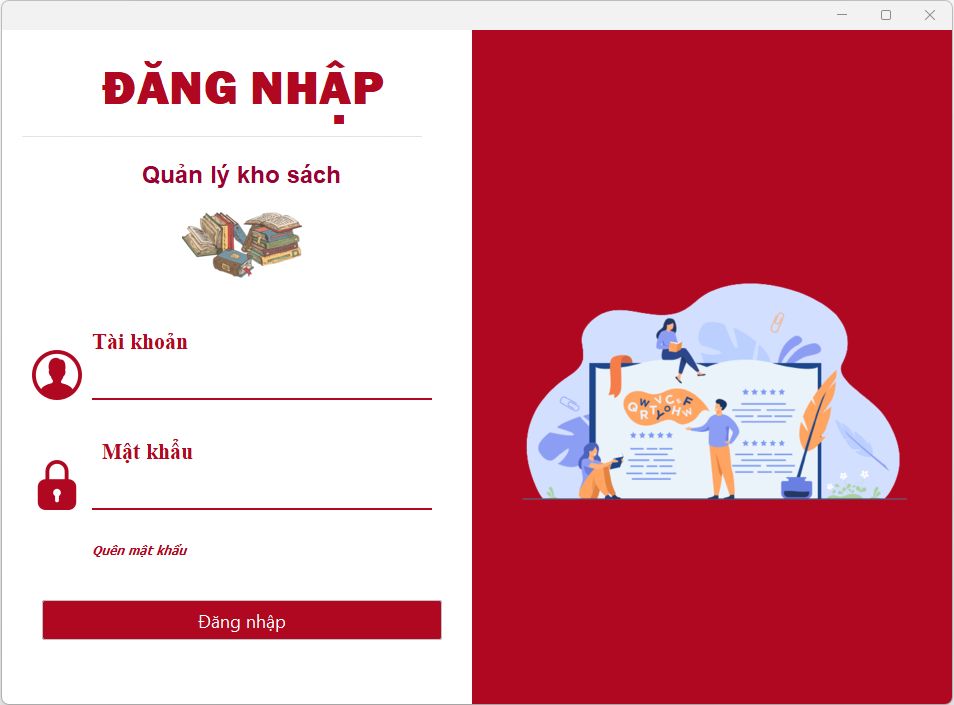 ĐĂNG NHẬP
Quản lý kho sách
Tài khoản
Mật khẩu
Quên mật khẩu
Đăng nhập